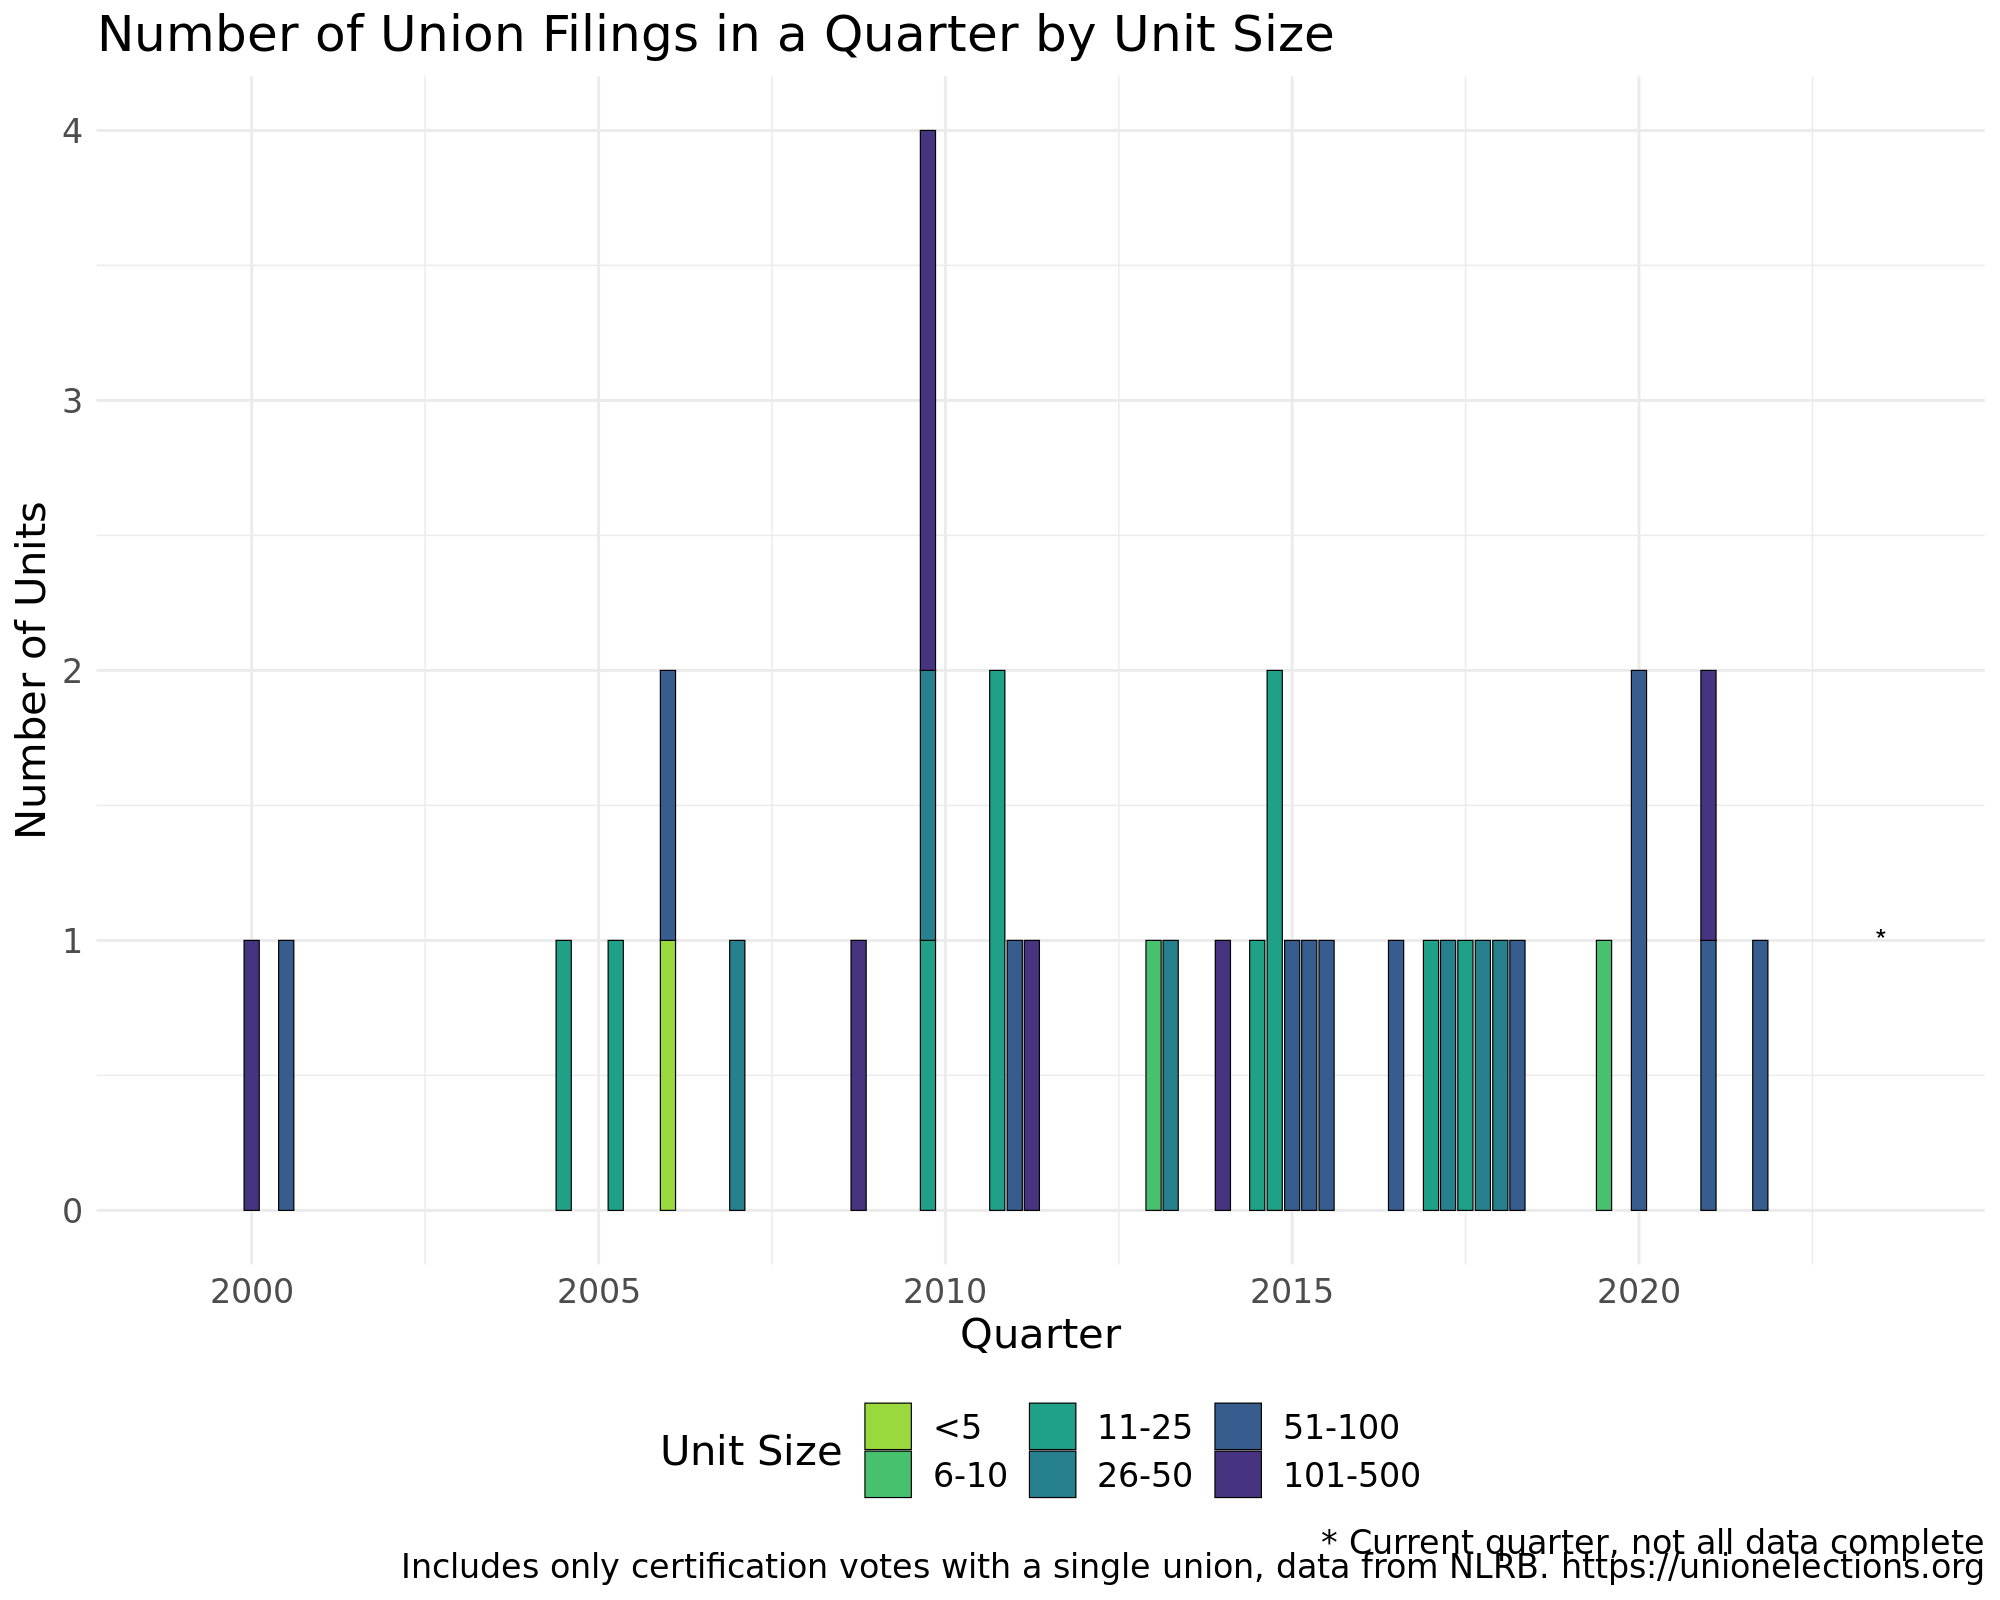 Number of Union Filings in a Quarter by Unit Size
Number of Units
4
3
2
1
0
*
2000 2005 2010 2015 2020
Quarter
Unit Size
<5 11-25 51-100
6-10 26-50 101-500
* Current quarter, not all data complete
Includes only certification votes with a single union, data from NLRB. https://unionelections.org